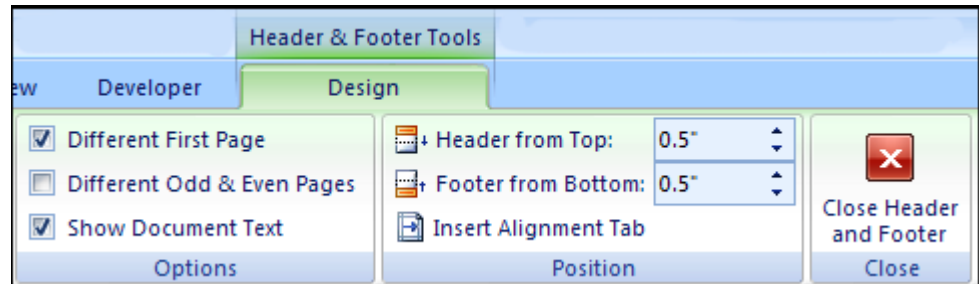 Header & Footer Tools
ew Developer Design
Different First Page
Different Odd & Even Pages
Show Document Text
Options
Header from Top: 0.5"
Footer from Bottom: 0.5"
Insert Alignment Tab
Position
Close Header
and Footer
Close